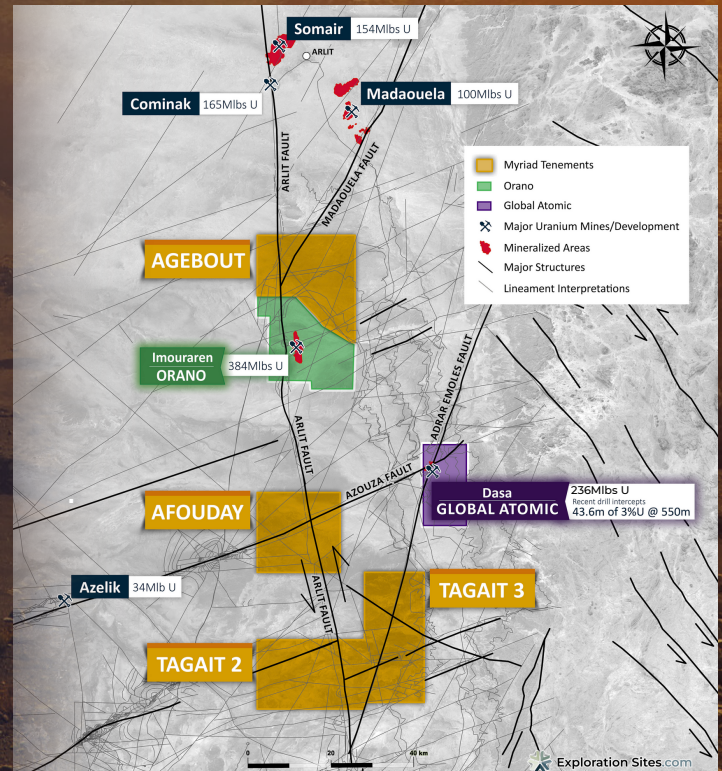 Somair 154Mlbs U
ARLIT
Cominak 165Mlbs U
Madaouela 100Mlbs U
ARLIT FAULT
MADAOUELA FAULT
Myriad Tenements
Orano
Global Atomic
Major Uranium Mines/Development
Mineralized Areas
Major Structures
Lineament Interpretations
AGEBOUT
Imouraren
ORANO
384Mlbs U
ADRAR EMOLES FAULT
ARLIT FAULT
AZOUZA FAULT
Dasa
GLOBAL ATOMIC
236Mlbs U
Recent drill intercepts
43.6m of 3%U @ 550m
AFOUDAY
Azelik 34Mlb U
ARLIT FAULT
TAGAIT 3
TAGAIT 2
0 20 40 km
Exploration Sites.com